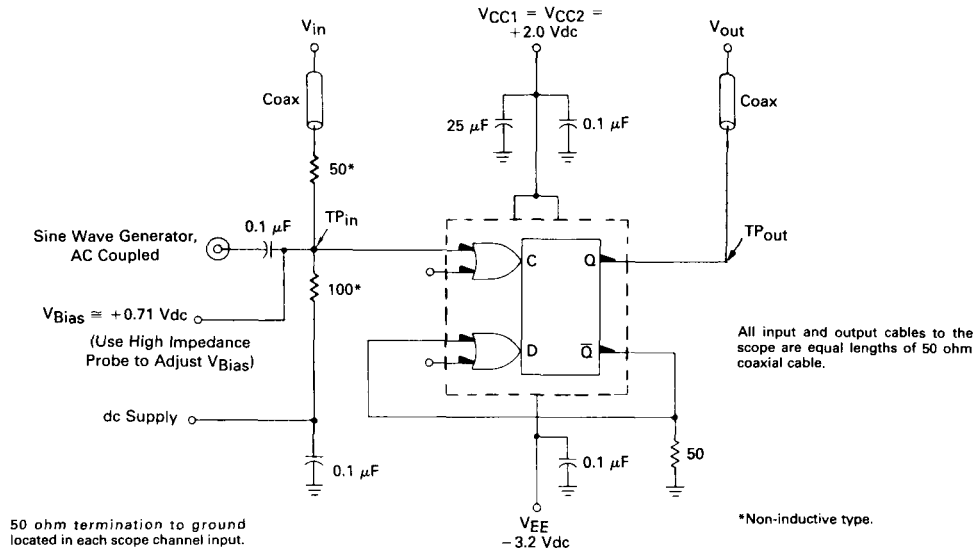 Vin
VCC1 = VCC2 =
+2.0 Vdc
Vout
Coax
Coax
25 µF
0.1 µF
50*
0.1 µF
TPin
Sine Wave Generator,
AC Coupled
C
Q
TPout
100*
VBias ≅ +0.71 Vdc
(Use High Impedance
Probe to Adjust VBias)
D
Q̅
All input and output cables to the
scope are equal lengths of 50 ohm
coaxial cable.
dc Supply
0.1 µF
0.1 µF
50
VEE
−3.2 Vdc
50 ohm termination to ground
located in each scope channel input.
*Non-inductive type.